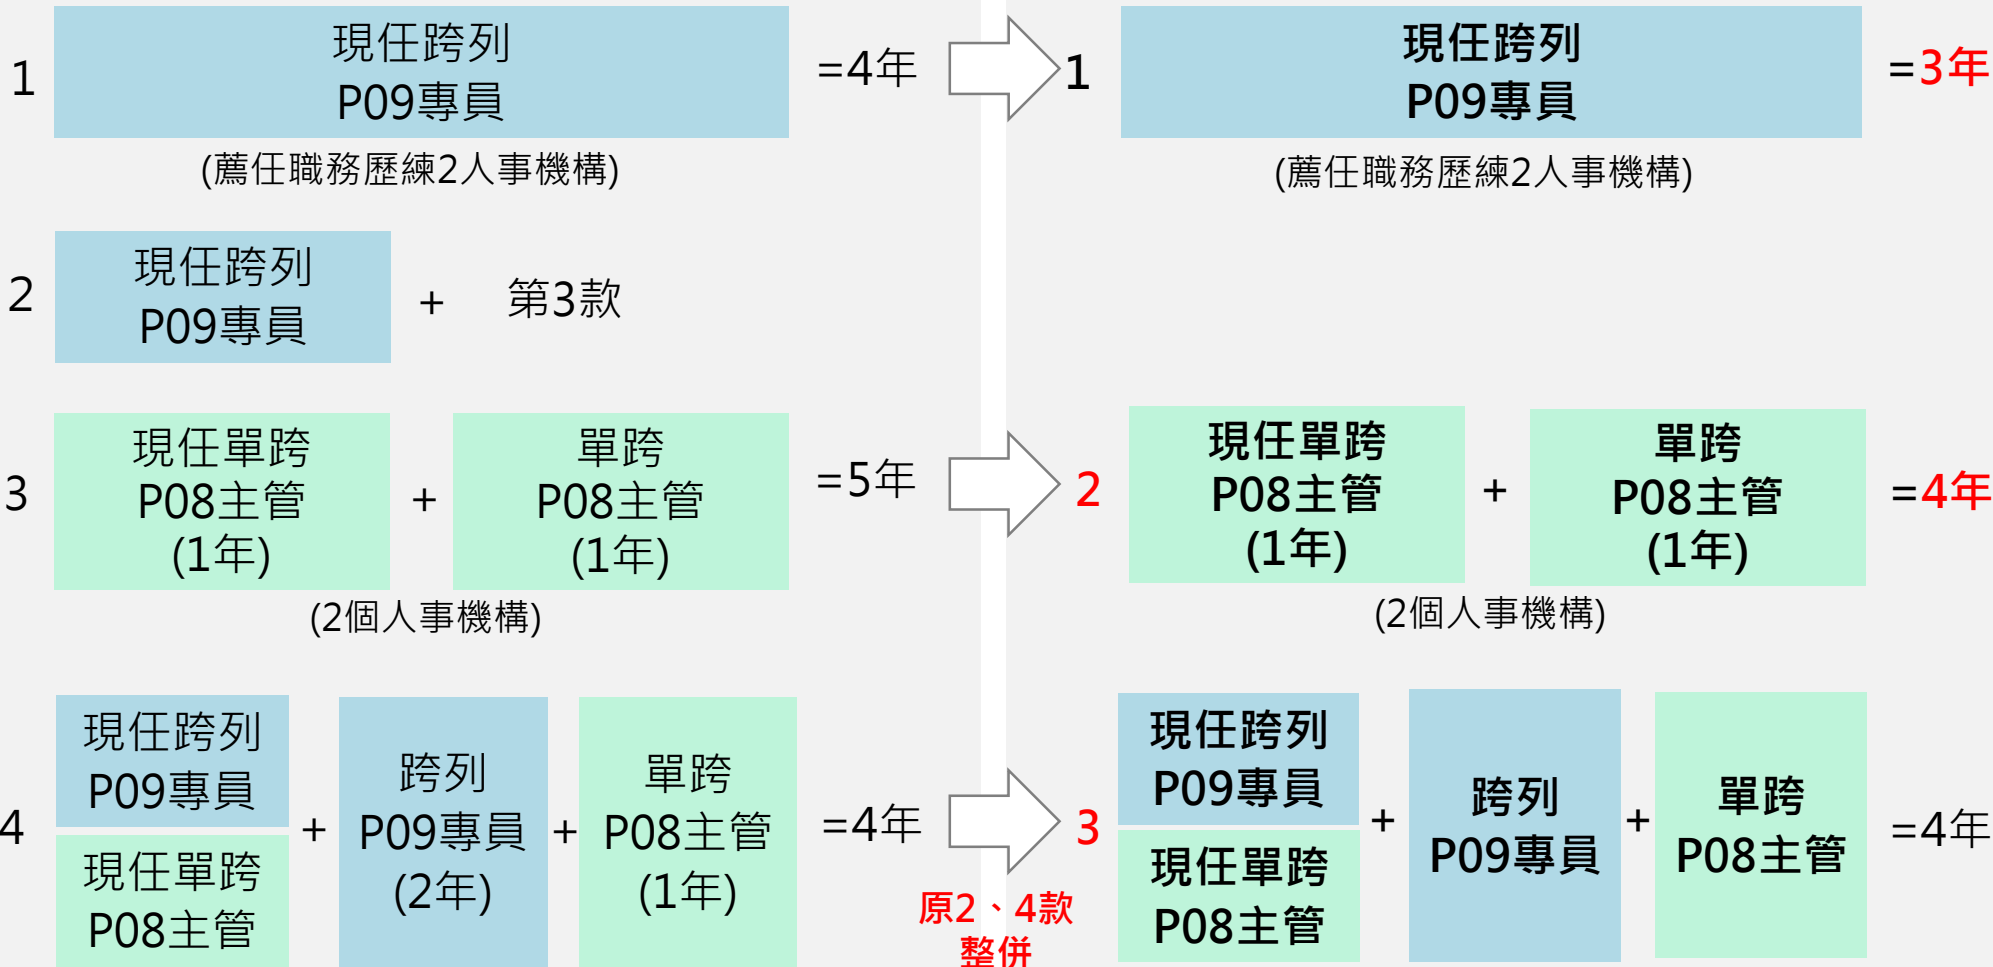 1
現任跨列
P09專員
=4年
(薦任職務歷練2人事機構)
1
現任跨列
P09專員
=3年
(薦任職務歷練2人事機構)
2
現任跨列
P09專員
+
第3款
3
現任單跨
P08主管
(1年)
+
單跨
P08主管
(1年)
=5年
(2個人事機構)
2
現任單跨
P08主管
(1年)
+
單跨
P08主管
(1年)
=4年
(2個人事機構)
4
現任跨列
P09專員
現任單跨
P08主管
+
跨列
P09專員
(2年)
+
單跨
P08主管
(1年)
=4年
原2、4款
整併
3
現任跨列
P09專員
現任單跨
P08主管
+
跨列
P09專員
+
單跨
P08主管
=4年